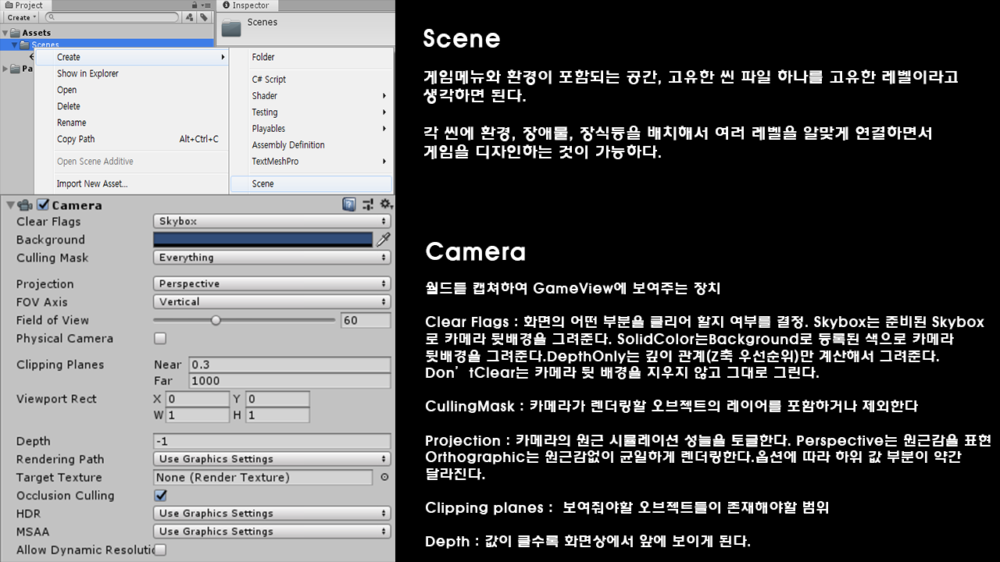 Project
Create
Assets
Scenes
Pa
Inspector
Scenes
Create
Show in Explorer
Open
Delete
Rename
Copy Path Alt+Ctrl+C
Open Scene Additive
Import New Asset...
Folder
C# Script
Shader
Testing
Playables
Assembly Definition
TextMeshPro
Scene
Camera
Clear Flags Skybox
Background
Culling Mask Everything
Projection Perspective
FOV Axis Vertical
Field of View 60
Physical Camera
Clipping Planes Near 0.3
Far 1000
Viewport Rect X 0 Y 0
W 1 H 1
Depth -1
Rendering Path Use Graphics Settings
Target Texture None (Render Texture)
Occlusion Culling
HDR Use Graphics Settings
MSAA Use Graphics Settings
Allow Dynamic Resoluti
Scene
게임메뉴와 환경이 포함되는 공간, 고유한 씬 파일 하나를 고유한 레벨이라고
생각하면 된다.
각 씬에 환경, 장애물, 장식등을 배치해서 여러 레벨을 알맞게 연결하면서
게임을 디자인하는 것이 가능하다.
Camera
월드를 캡쳐하여 GameView에 보여주는 장치
Clear Flags : 화면의 어떤 부분을 클리어 할지 여부를 결정. Skybox는 준비된 Skybox
로 카메라 뒷배경을 그려준다. SolidColor는Background로 등록된 색으로 카메라
뒷배경을 그려준다.DepthOnly는 깊이 관계(Z축 우선순위)만 계산해서 그려준다.
Don’tClear는 카메라 뒷 배경을 지우지 않고 그대로 그린다.
CullingMask : 카메라가 렌더링할 오브젝트의 레이어를 포함하거나 제외한다
Projection : 카메라의 원근 시뮬레이션 성능을 토글한다. Perspective는 원근감을 표현
Orthographic는 원근감없이 균일하게 렌더링한다.옵션에 따라 하위 값 부분이 약간
달라진다.
Clipping planes : 보여줘야할 오브젝트들이 존재해야할 범위
Depth : 값이 클수록 화면상에서 앞에 보이게 된다.